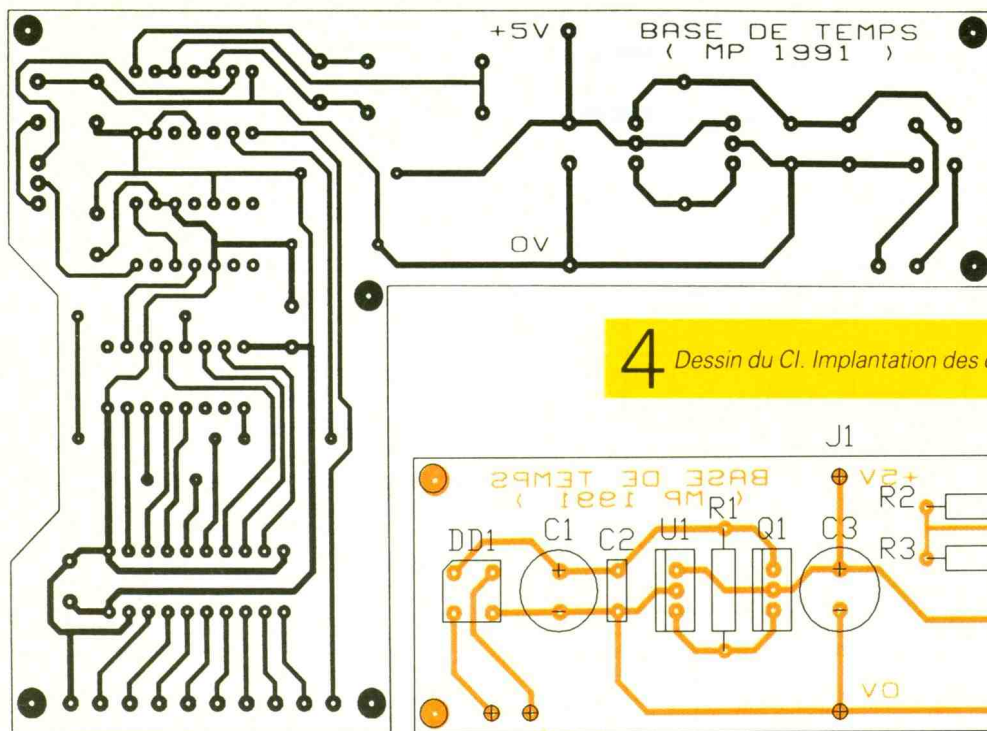 +5V
BASE DE TEMPS
( MP 1991 )
0V
4 Dessin du CI. Implantation des
J1
BASE DE TEMPS
( MP 1991 )
+5V
R2
R3
DD1
C1
C2
U1
R1
Q1
C3
0V